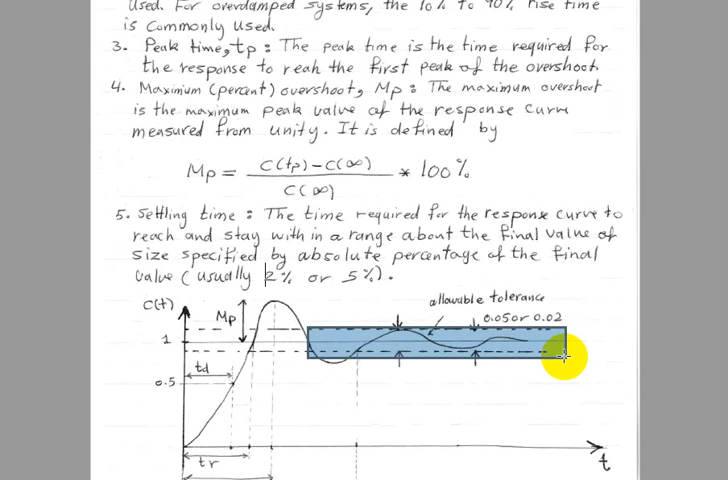 used. For overdamped systems, the 10% to 90% rise time
is commonly used.
3. Peak time, tp : The peak time is the time required for
the response to reah the first peak of the overshoot.
4. Maximum (percent) overshoot, Mp : The maximum overshoot
is the maximum peak value of the response curve
measured from unity. It is defined by
Mp = C(tp) - C(∞) / C(∞) * 100%
5. Settling time : The time required for the response curve to
reach and stay with in a range about the final value of
size specified by absolute percentage of the final
value (usually 2% or 5%).
C(t)
Mp
allowable tolerance
0.05 or 0.02
1
td
0.5
tr
t